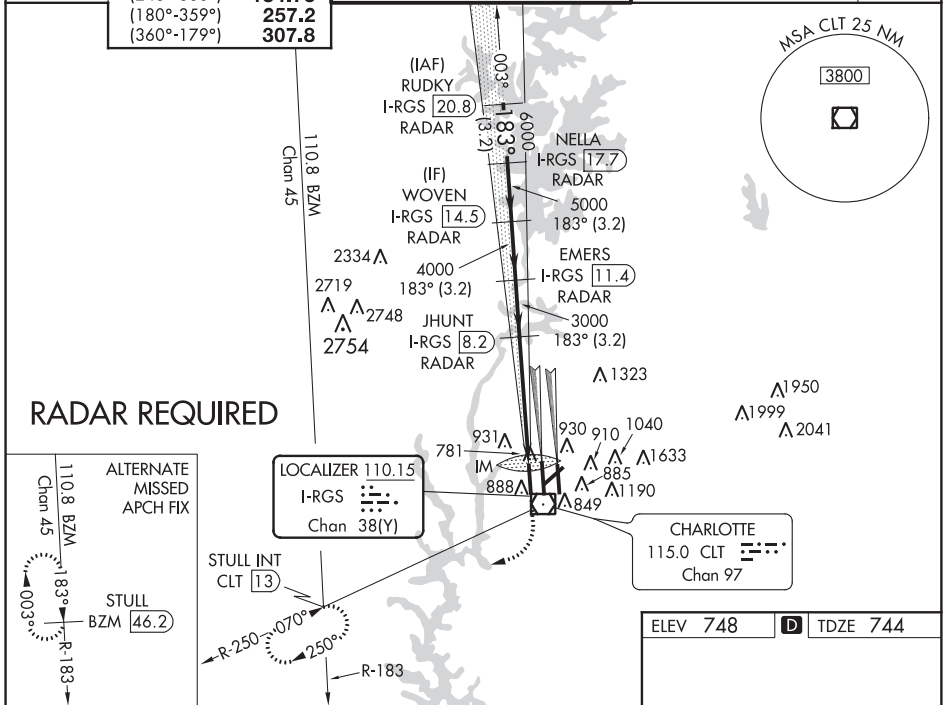 (180°-359°) 257.2
(360°-179°) 307.8
MSA CLT 25 NM
3800
003°
(IAF)
RUDKY
I-RGS 20.8
RADAR
(3.2)
183°
6000
NELLA
I-RGS 17.7
RADAR
110.8 BZM
Chan 45
(IF)
WOVEN
I-RGS 14.5
RADAR
5000
183° (3.2)
2334
4000
183° (3.2)
EMERS
I-RGS 11.4
RADAR
2719
2748
2754
JHUNT
I-RGS 8.2
RADAR
3000
183° (3.2)
1323
1950
1999
2041
RADAR REQUIRED
931
781
IM
930
910
1040
1633
888
885
849
1190
LOCALIZER 110.15
I-RGS
Chan 38(Y)
CHARLOTTE
115.0 CLT
Chan 97
ALTERNATE
MISSED
APCH FIX
110.8 BZM
Chan 45
183°
003°
STULL
BZM 46.2
R-183
STULL INT
CLT 13
R-250
070°
250°
R-183
ELEV 748 D TDZE 744